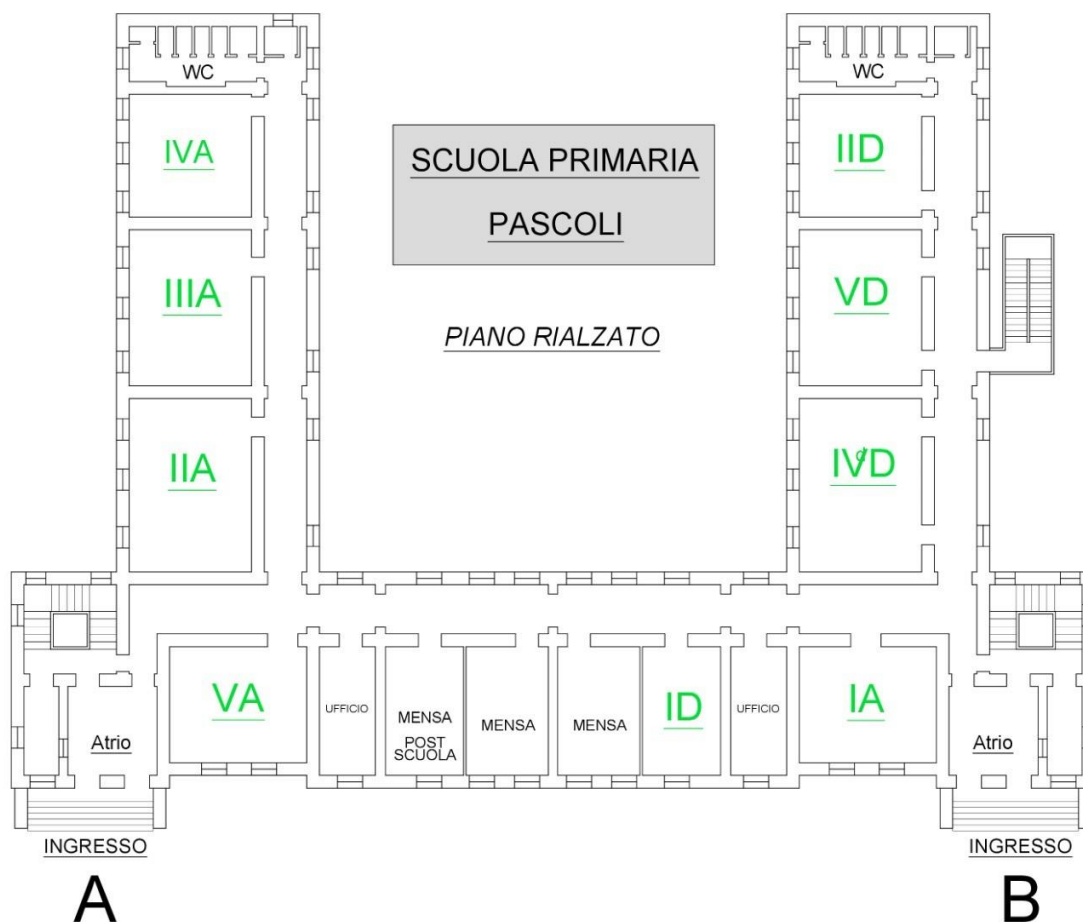 WC
WC
IVA
SCUOLA PRIMARIA
PASCOLI
IID
IIIA
VD
PIANO RIALZATO
IIA
IVD
d
VA
UFFICIO
MENSA
POST
SCUOLA
MENSA
MENSA
ID
UFFICIO
IA
Atrio
Atrio
INGRESSO
INGRESSO
A
B